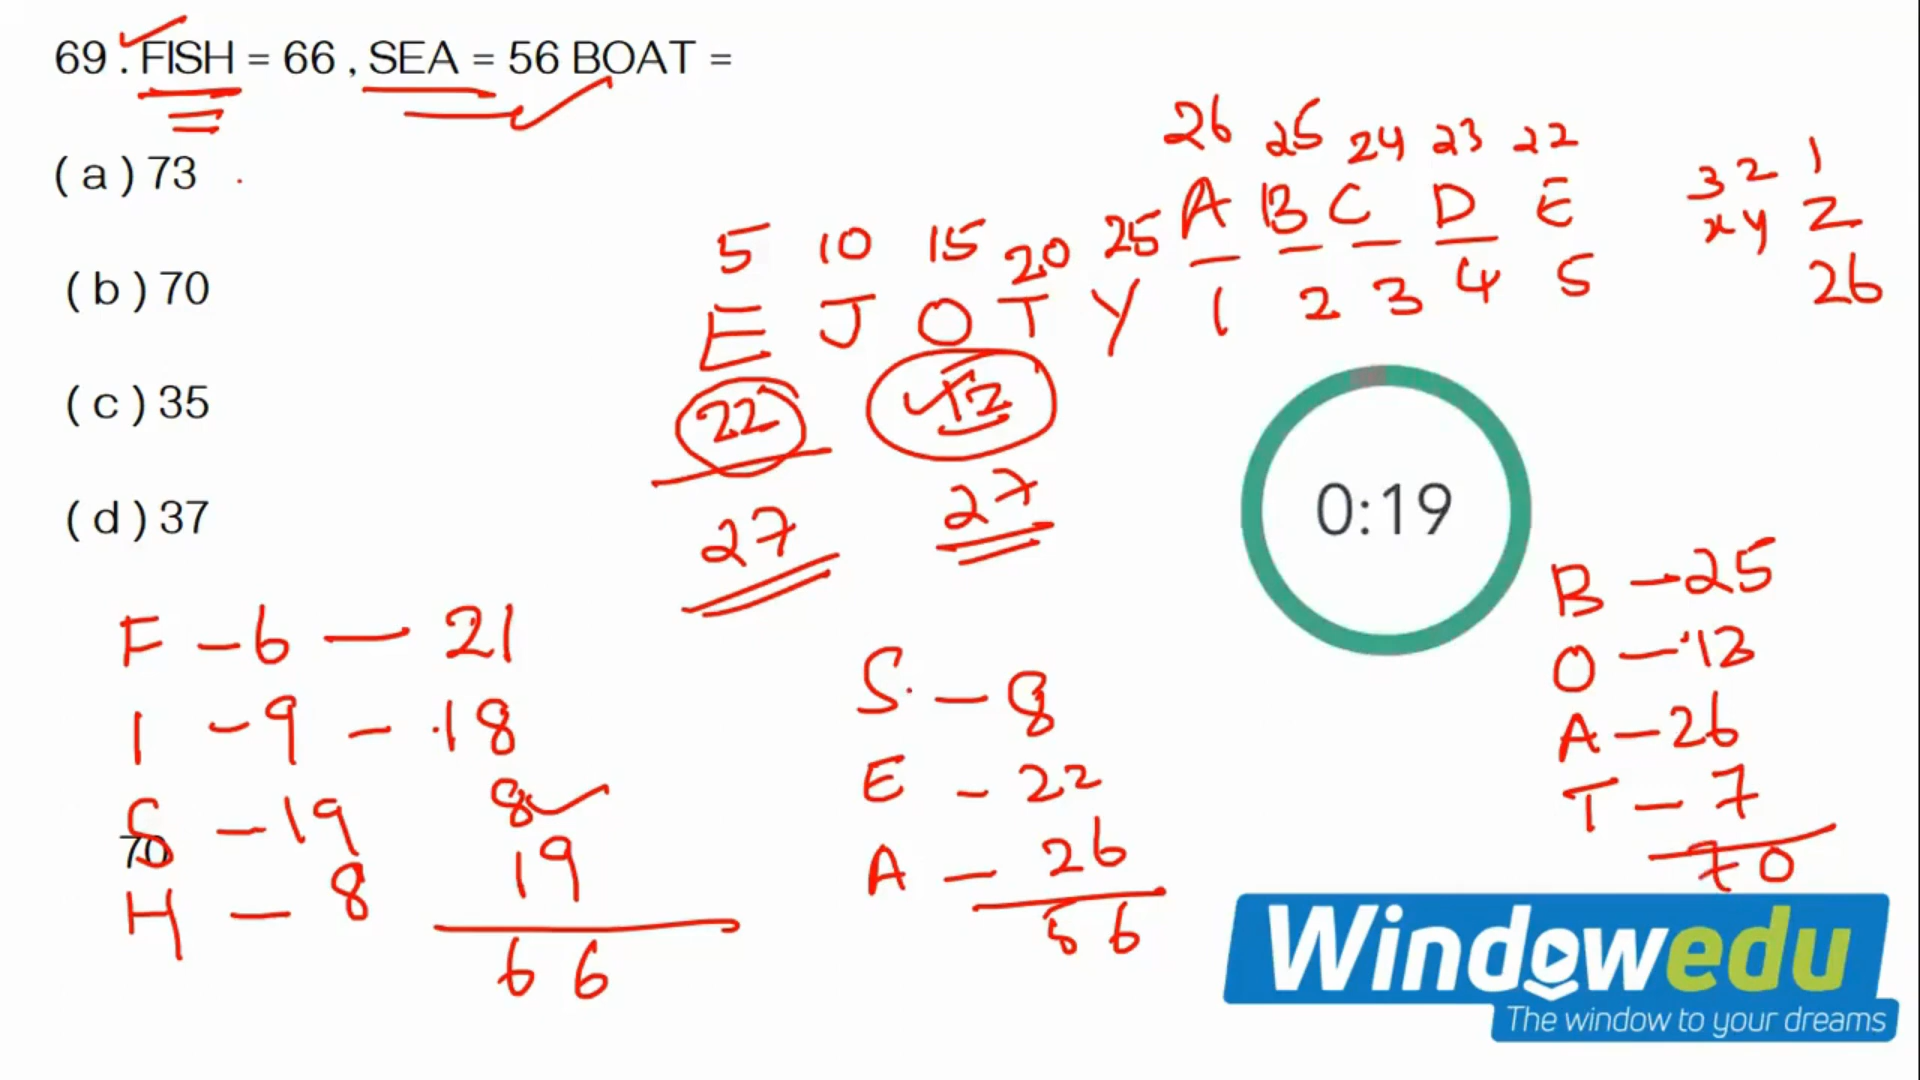 69 . FISH = 66 , SEA = 56 BOAT =
( a ) 73
( b ) 70
( c ) 35
( d ) 37
26 25 24 23 22 3 2 1
A B C D E x y Z
1 2 3 4 5 26
5 10 15 20 25
E J O T Y
22 12
27 27
0:19
F - 6 - 21
I - 9 - 18
S - 19 8
70
H - 8 19
66
S - 8
E - 22
A - 26
56
B - 25
O - 12
A - 26
T - 7
70
Windowedu
The window to your dreams